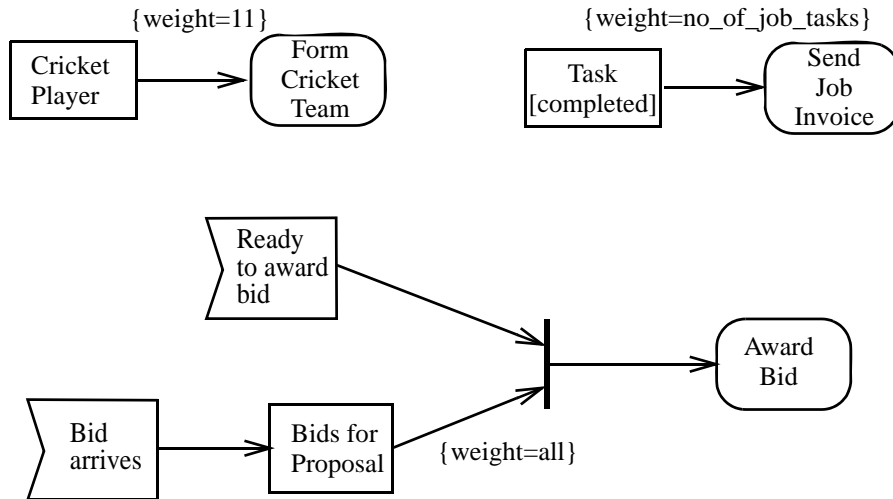 {weight=11}
Cricket
Player
Form
Cricket
Team
{weight=no_of_job_tasks}
Task
[completed]
Send
Job
Invoice
Ready
to award
bid
Award
Bid
Bid
arrives
Bids for
Proposal
{weight=all}